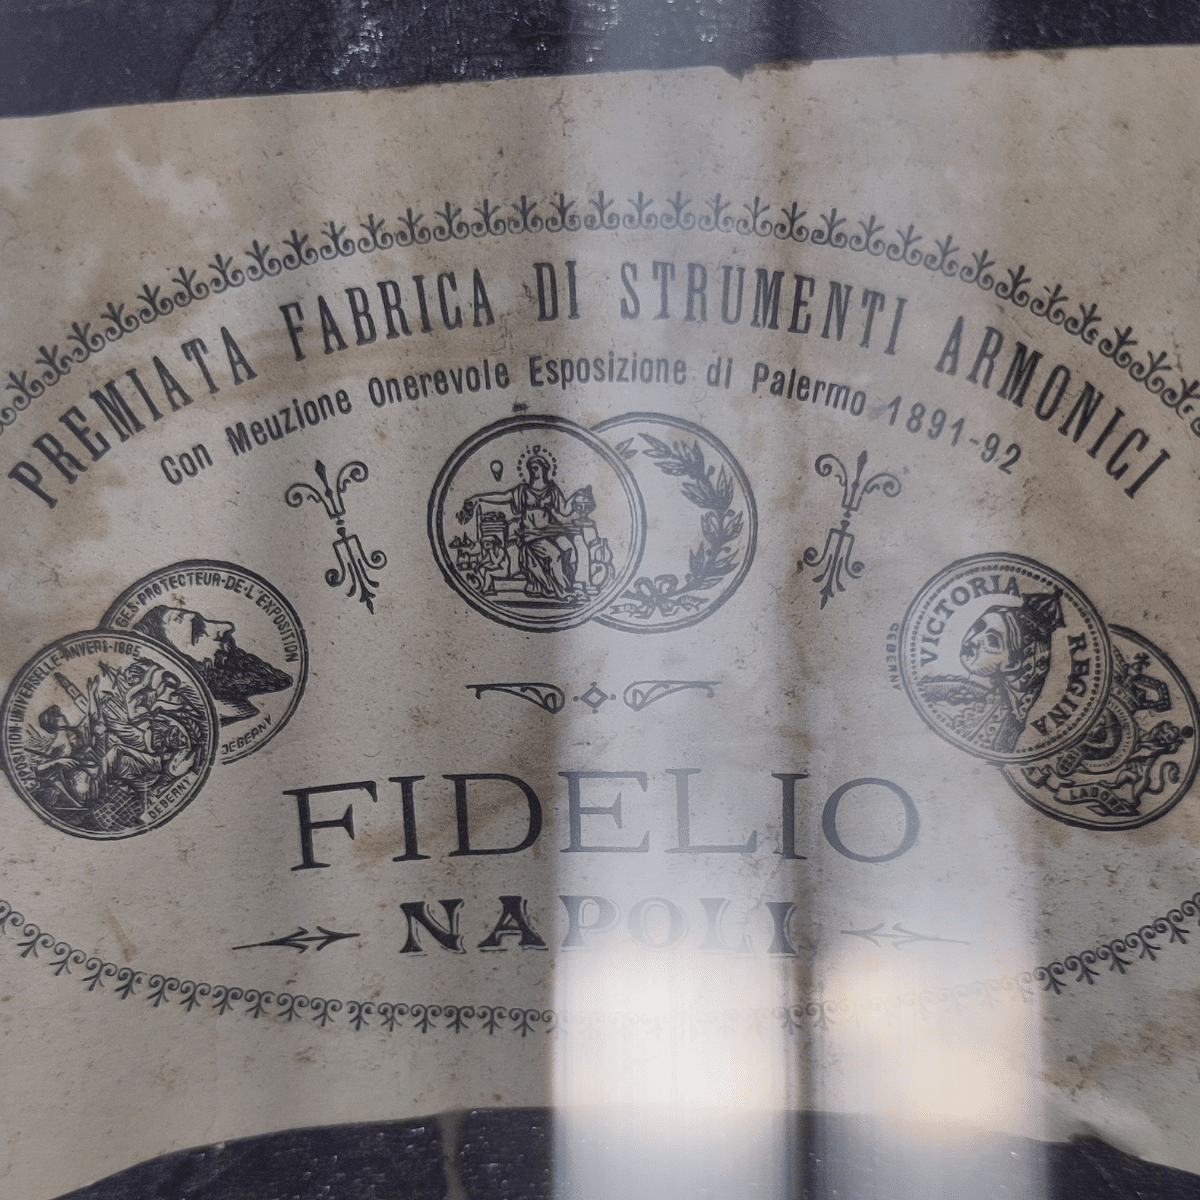 PREMIATA FABRICA DI STRUMENTI ARMONICI
Con Meuzione Onerevole Esposizione di Palermo 1891-92
GES·PROTECTEUR·DE·L'EXPOSITION
DEBERNY
EXPOSITION·UNIVERSELLE·ANVERS·1885
DEBERNY
VICTORIA REGINA
LABOR
FIDELIO
NAPOLI